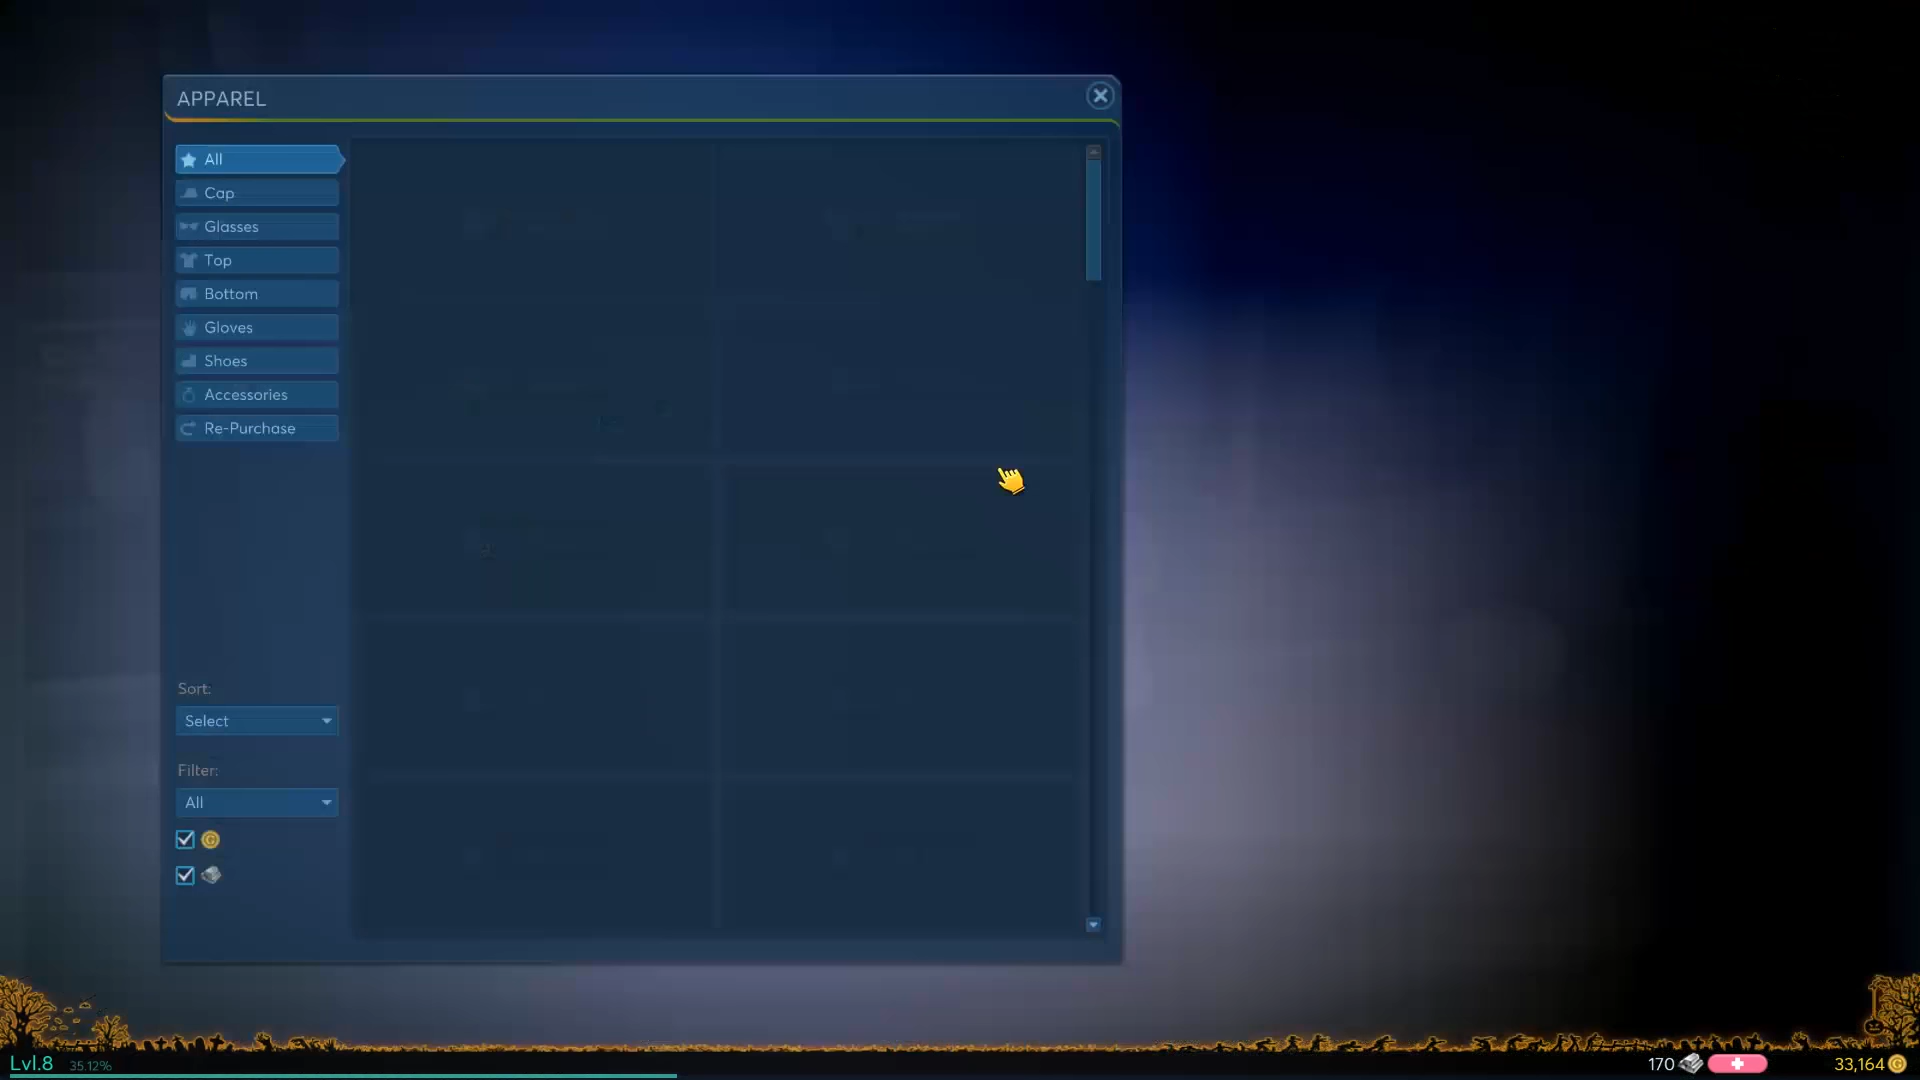 APPAREL
All
Cap
Glasses
Top
Bottom
Gloves
Shoes
Accessories
Re-Purchase
Sort:
Select
Filter:
All
Lvl.8 35.12%
170
33,164